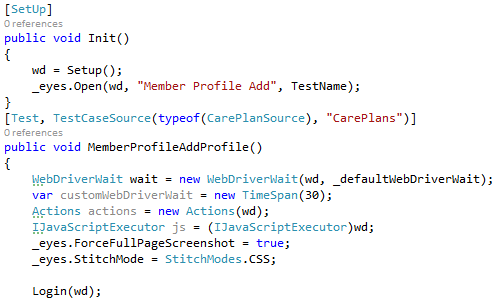 [SetUp]
0 references
public void Init()
{
    wd = Setup();
    _eyes.Open(wd, "Member Profile Add", TestName);
}
[Test, TestCaseSource(typeof(CarePlanSource), "CarePlans")]
0 references
public void MemberProfileAddProfile()
{
    WebDriverWait wait = new WebDriverWait(wd, _defaultWebDriverWait);
    var customWebDriverWait = new TimeSpan(30);
    Actions actions = new Actions(wd);
    IJavaScriptExecutor js = (IJavaScriptExecutor)wd;
    _eyes.ForceFullPageScreenshot = true;
    _eyes.StitchMode = StitchModes.CSS;

    Login(wd);